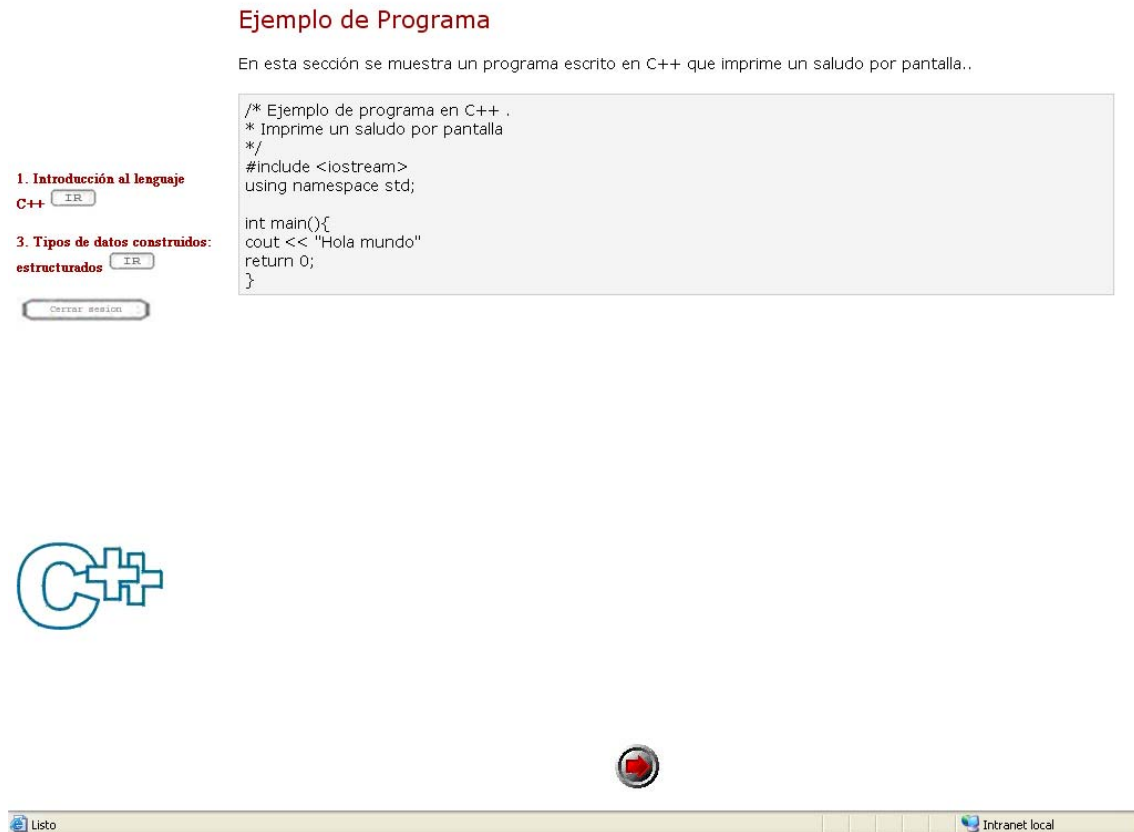 Ejemplo de Programa
En esta sección se muestra un programa escrito en C++ que imprime un saludo por pantalla..
/* Ejemplo de programa en C++ .
* Imprime un saludo por pantalla
*/
#include <iostream>
using namespace std;
int main(){
cout << "Hola mundo"
return 0;
}
1. Introducción al lenguaje
C++ IR
3. Tipos de datos construidos:
estructurados IR
Cerrar sesion
C++
Listo
Intranet local